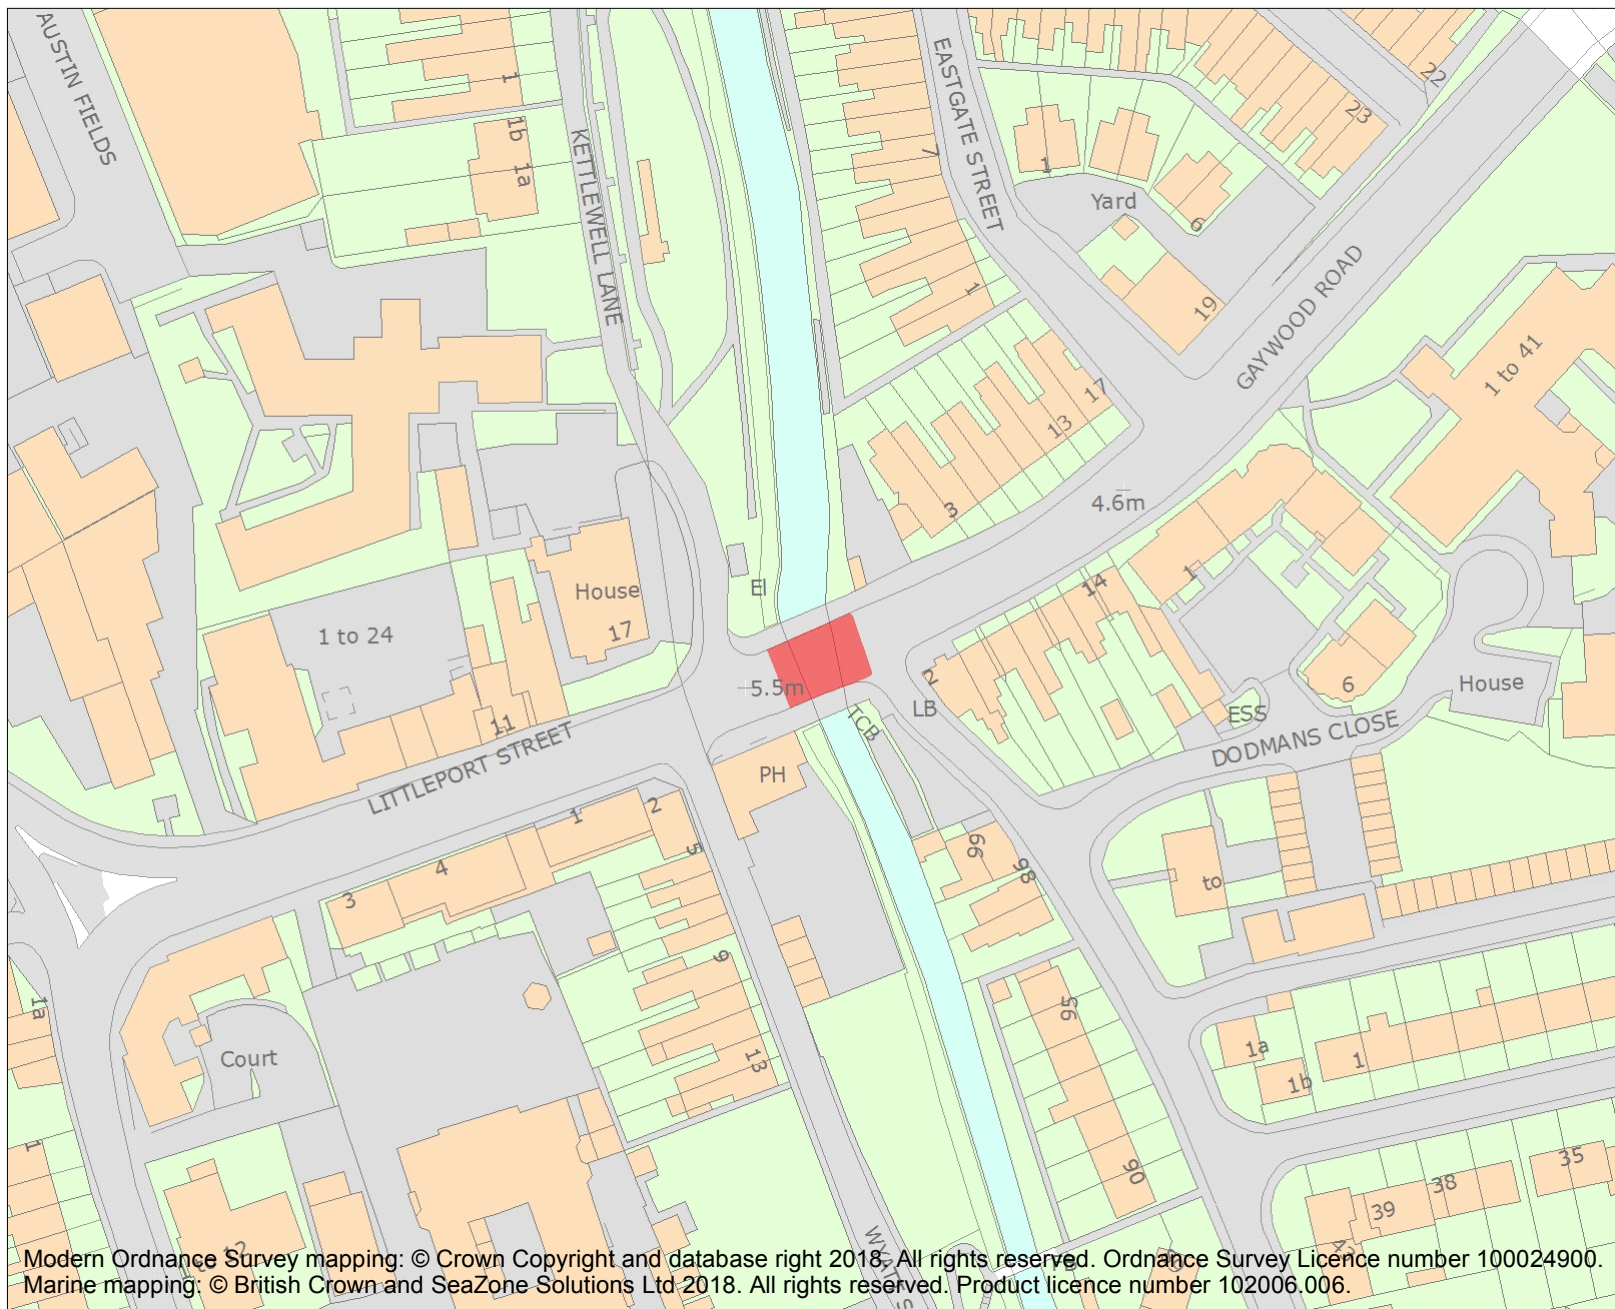 AUSTIN FIELDS
1
1b
1a
KETTLEWELL LANE
7
EASTGATE STREET
1
Yard
6
22
23
1
19
GAYWOOD ROAD
1 to 41
17
13
3
4.6m
El
House
17
1 to 24
14
1
5.5m
2
LB
TCB
6
House
ESS
DODMANS CLOSE
11
LITTLEPORT STREET
PH
1
2
5
4
3
66
98
to
9
1a
Court
13
95
1a
1b
1
1
90
35
38
39
12
to
Modern Ordnance Survey mapping: © Crown Copyright and database right 2018. All rights reserved. Ordnance Survey Licence number 100024900.
Marine mapping: © British Crown and SeaZone Solutions Ltd 2018. All rights reserved. Product licence number 102006.006.